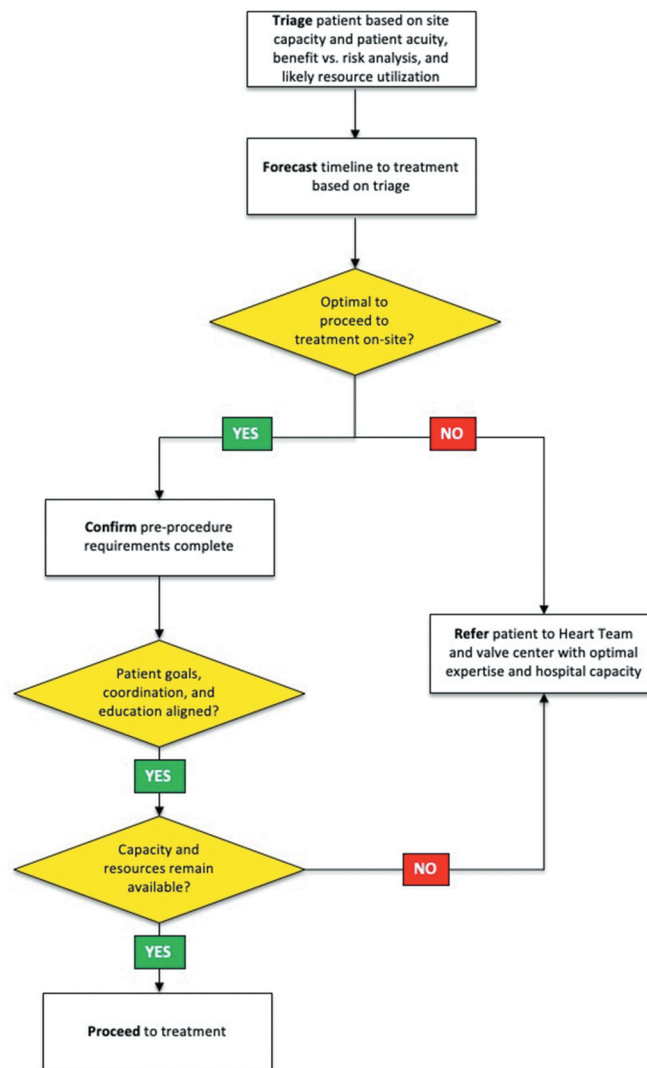 Triage patient based on site
capacity and patient acuity,
benefit vs. risk analysis, and
likely resource utilization
Forecast timeline to treatment
based on triage
Optimal to
proceed to
treatment on-site?
YES
NO
Confirm pre-procedure
requirements complete
Refer patient to Heart Team
and valve center with optimal
expertise and hospital capacity
Patient goals,
coordination, and
education aligned?
YES
Capacity and
resources remain
available?
NO
YES
Proceed to treatment